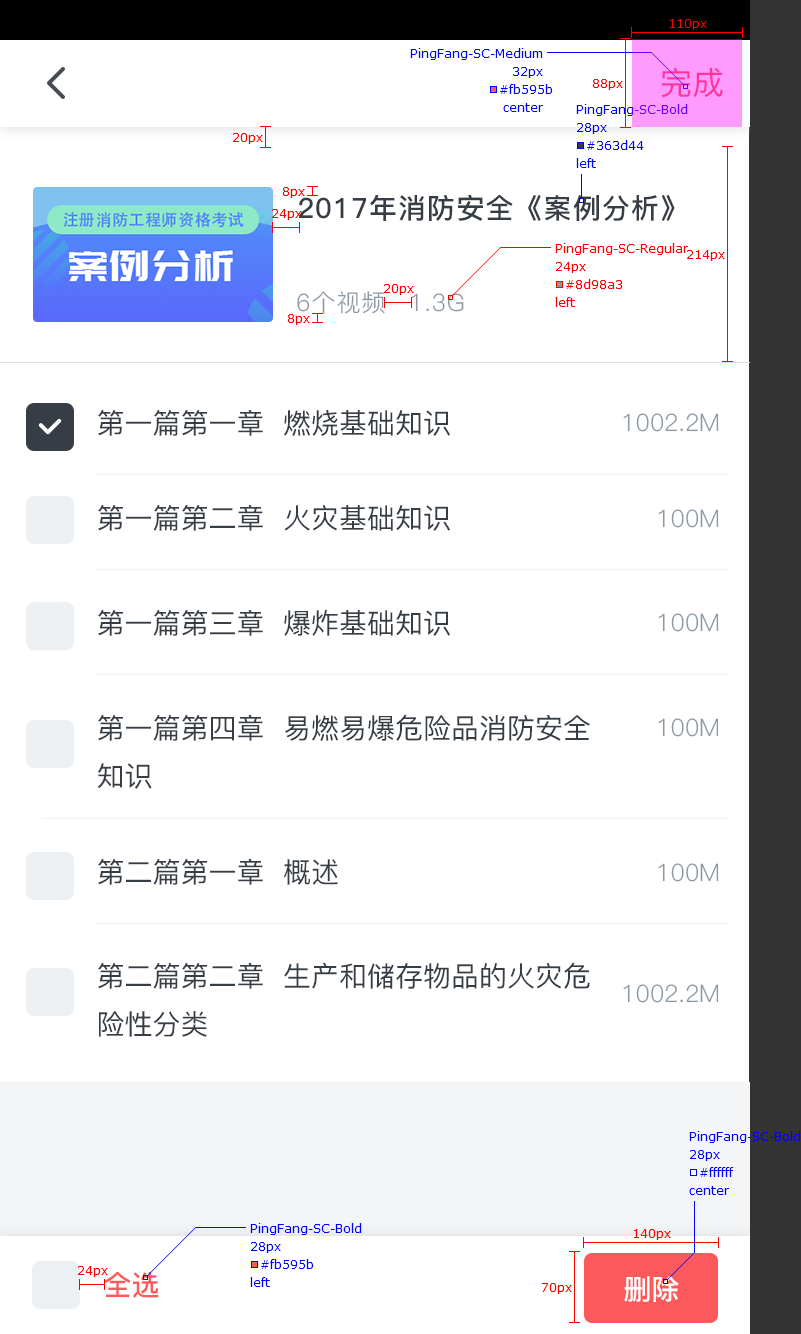 110px
PingFang-SC-Medium
32px
#fb595b
center
88px
完成
PingFang-SC-Bold
28px
#363d44
left
20px
注册消防工程师资格考试
案例分析
8px
24px
2017年消防安全《案例分析》
PingFang-SC-Regular
24px
#8d98a3
left
214px
20px
6个视频
1.3G
8px
第一篇第一章 燃烧基础知识
1002.2M
第一篇第二章 火灾基础知识
100M
第一篇第三章 爆炸基础知识
100M
第一篇第四章 易燃易爆危险品消防安全
100M
知识
第二篇第一章 概述
100M
第二篇第二章 生产和储存物品的火灾危
1002.2M
险性分类
PingFang-SC-Bold
28px
#ffffff
center
PingFang-SC-Bold
28px
#fb595b
left
140px
24px
全选
70px
删除